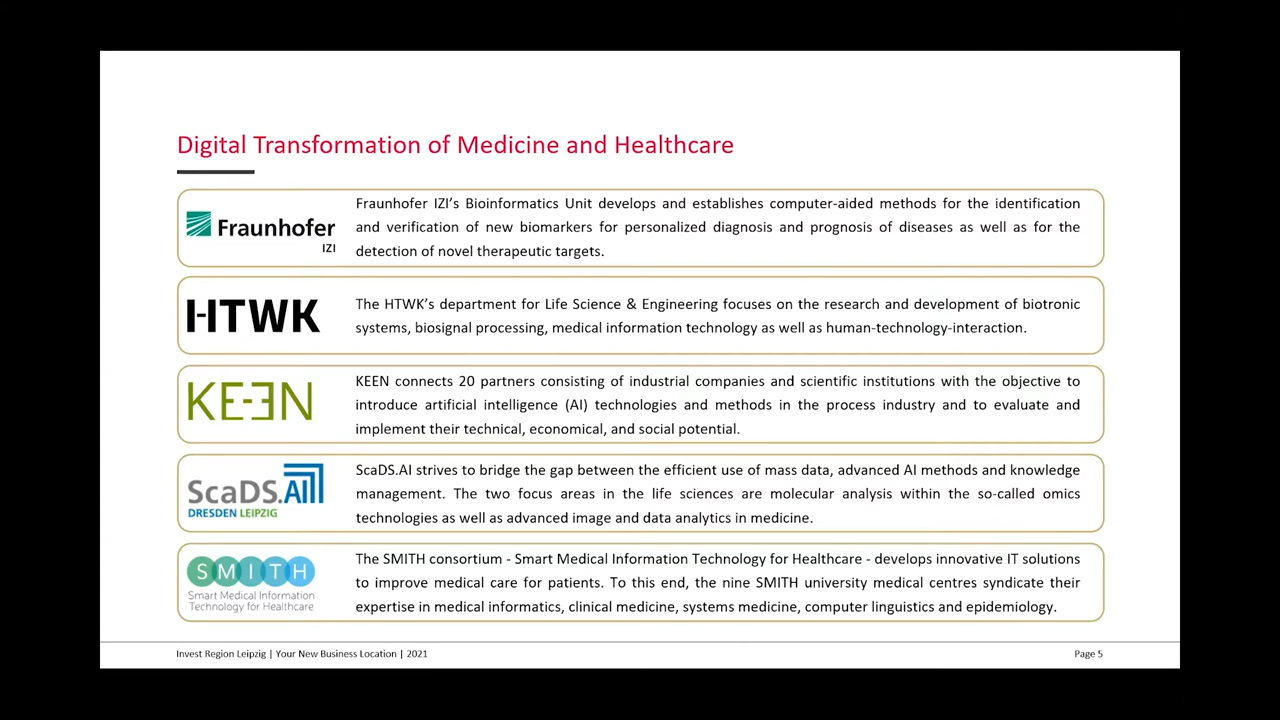 Digital Transformation of Medicine and Healthcare
Fraunhofer
IZI
Fraunhofer IZI's Bioinformatics Unit develops and establishes computer-aided methods for the identification
and verification of new biomarkers for personalized diagnosis and prognosis of diseases as well as for the
detection of novel therapeutic targets.
HTWK
The HTWK's department for Life Science & Engineering focuses on the research and development of biotronic
systems, biosignal processing, medical information technology as well as human-technology-interaction.
KEEN
KEEN connects 20 partners consisting of industrial companies and scientific institutions with the objective to
introduce artificial intelligence (AI) technologies and methods in the process industry and to evaluate and
implement their technical, economical, and social potential.
ScaDS.AI
DRESDEN LEIPZIG
ScaDS.AI strives to bridge the gap between the efficient use of mass data, advanced AI methods and knowledge
management. The two focus areas in the life sciences are molecular analysis within the so-called omics
technologies as well as advanced image and data analytics in medicine.
SMITH
Smart Medical Information
Technology for Healthcare
The SMITH consortium - Smart Medical Information Technology for Healthcare - develops innovative IT solutions
to improve medical care for patients. To this end, the nine SMITH university medical centres syndicate their
expertise in medical informatics, clinical medicine, systems medicine, computer linguistics and epidemiology.
Invest Region Leipzig | Your New Business Location | 2021
Page 5